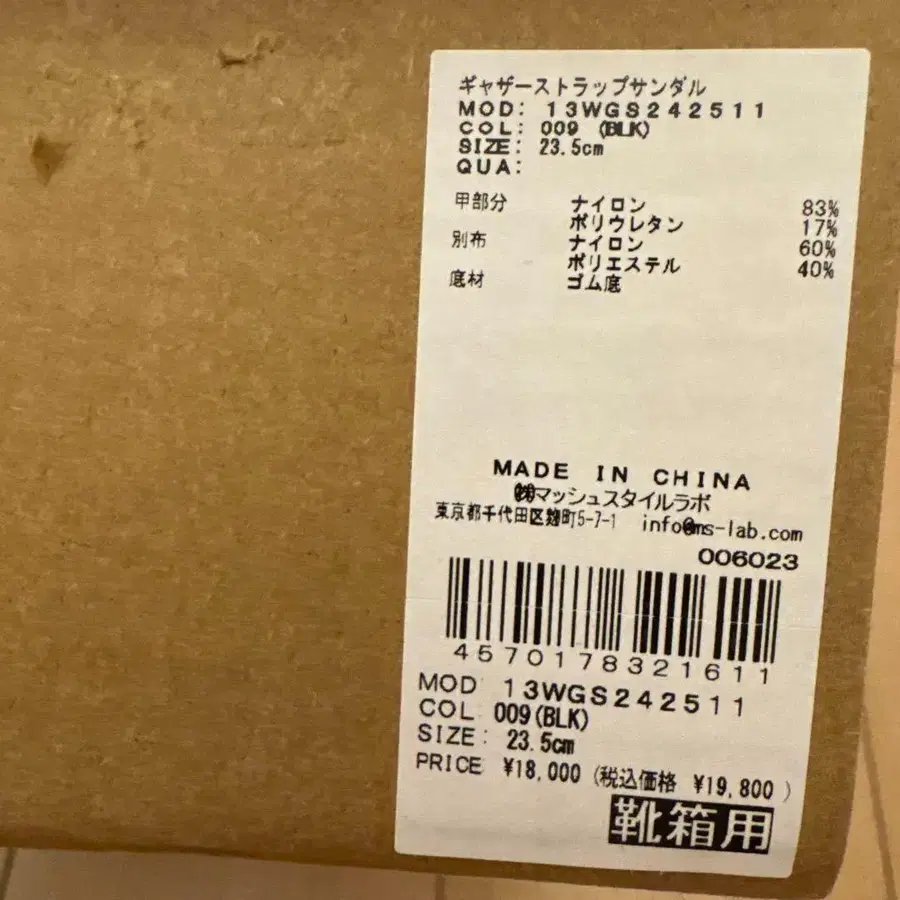 ギャザーストラップサンダル
MOD: 13WGS242511
COL: 009 (BLK)
SIZE: 23.5cm
QUA:
甲部分 ナイロン 83%
ポリウレタン 17%
別布 ナイロン 60%
ポリエステル 40%
底材 ゴム底
MADE IN CHINA
㈱マッシュスタイルラボ
東京都千代田区麹町5-7-1 info@ms-lab.com
006023
4570178321611
MOD 13WGS242511
COL 009(BLK)
SIZE: 23.5cm
PRICE ¥18,000 (税込価格 ¥19,800 )
靴箱用